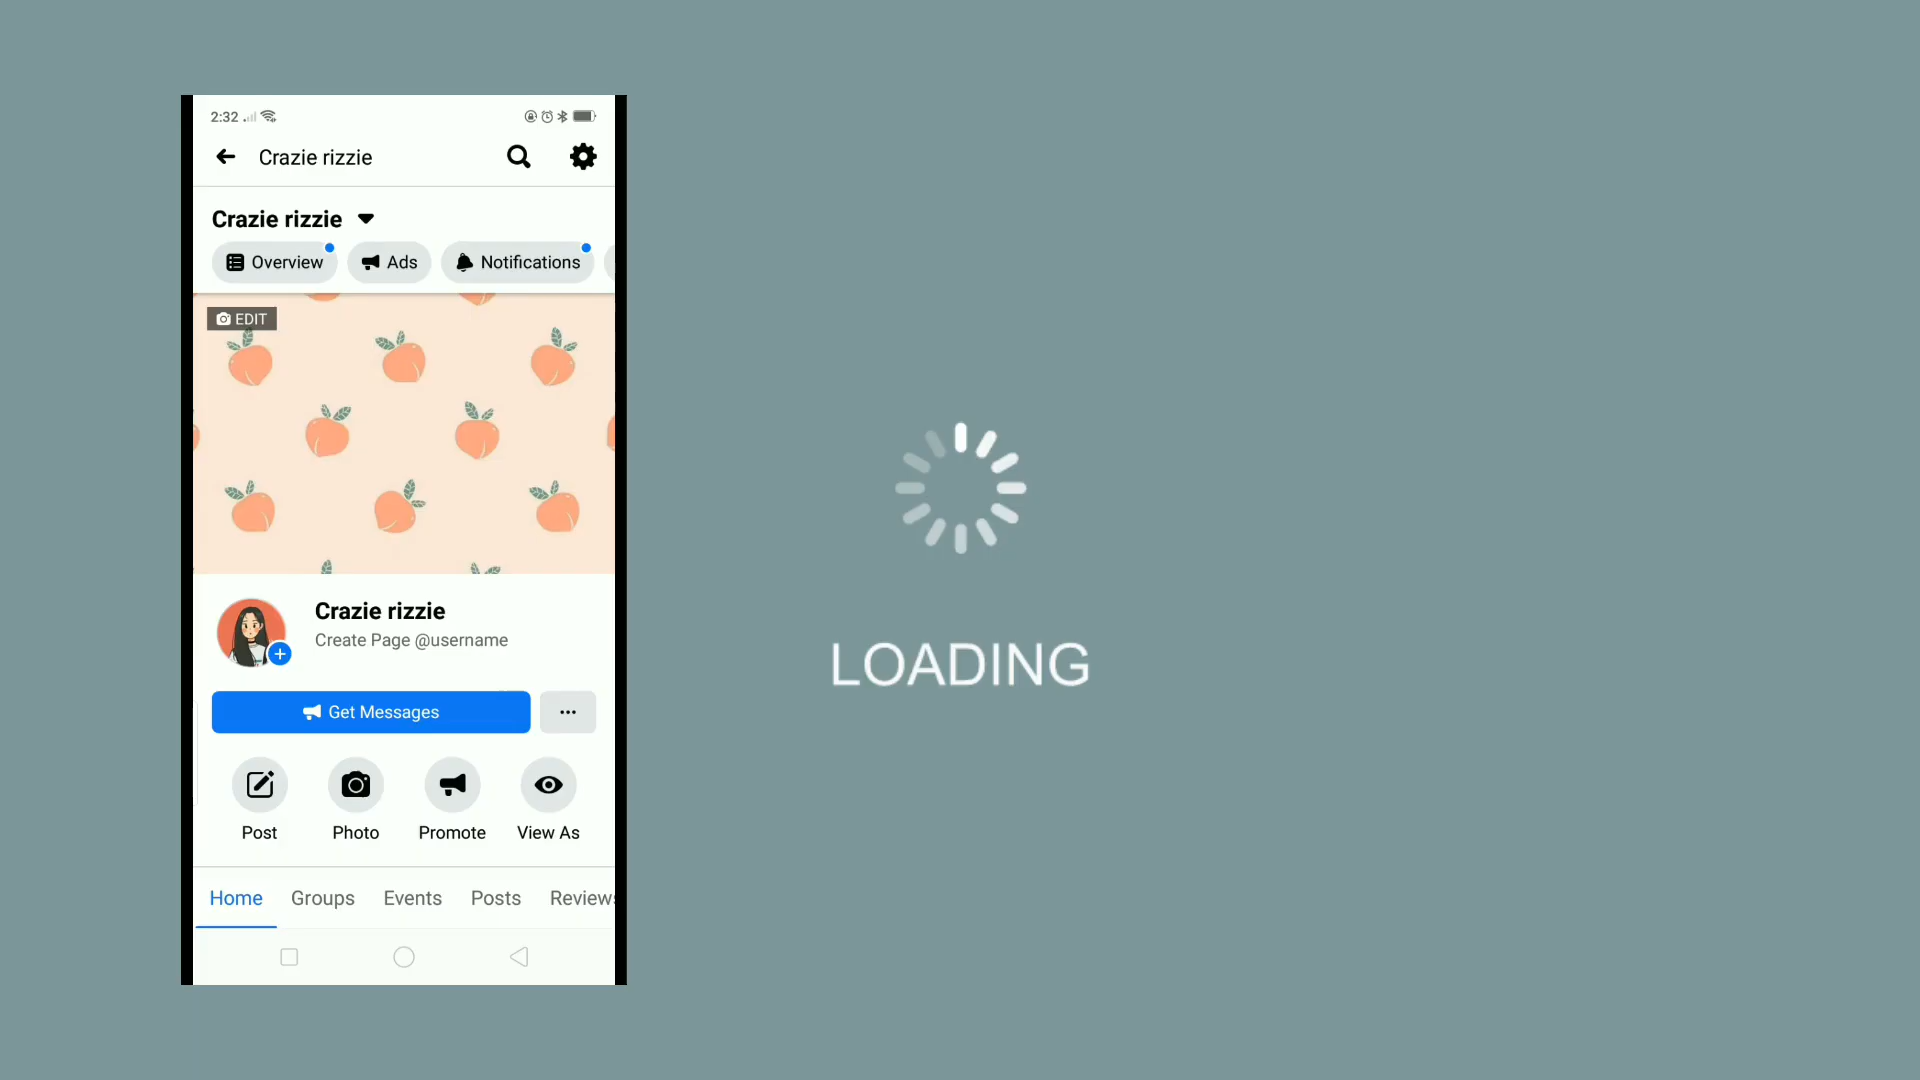 2:32
Crazie rizzie
Crazie rizzie
Overview
Ads
Notifications
EDIT
Crazie rizzie
Create Page @username
Get Messages
Post
Photo
Promote
View As
Home
Groups
Events
Posts
Reviews
LOADING